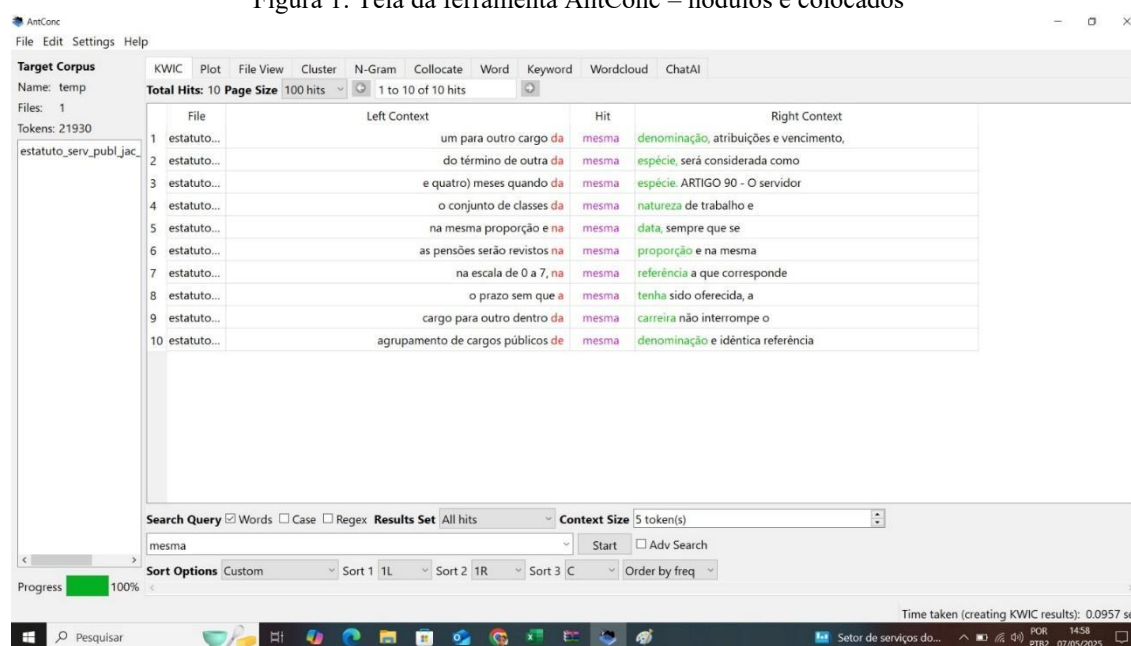 Figura 1: Tela da ferramenta AntConc – nódulos e colocados
AntConc
File Edit Settings Help
Target Corpus
Name: temp
Files: 1
Tokens: 21930
estatuto_serv_publ_jac_
Progress 100%
KWIC Plot File View Cluster N-Gram Collocate Word Keyword Wordcloud ChatAI
Total Hits: 10 Page Size 100 hits 1 to 10 of 10 hits
File Left Context Hit Right Context
1 estatuto... um para outro cargo da mesma denominação, atribuições e vencimento,
2 estatuto... do término de outra da mesma espécie, será considerada como
3 estatuto... e quatro) meses quando da mesma espécie. ARTIGO 90 - O servidor
4 estatuto... o conjunto de classes da mesma natureza de trabalho e
5 estatuto... na mesma proporção e na mesma data, sempre que se
6 estatuto... as pensões serão revistos na mesma proporção e na mesma
7 estatuto... na escala de 0 a 7, na mesma referência a que corresponde
8 estatuto... o prazo sem que a mesma tenha sido oferecida, a
9 estatuto... cargo para outro dentro da mesma carreira não interrompe o
10 estatuto... agrupamento de cargos públicos de mesma denominação e idêntica referência
Search Query Words Case Regex Results Set All hits Context Size 5 token(s)
mesma Start Adv Search
Sort Options Custom Sort 1 1L Sort 2 1R Sort 3 C Order by freq
Time taken (creating KWIC results): 0.0957 se
Pesquisar Setor de serviços do... POR 14:58
PTB2 07/05/2025